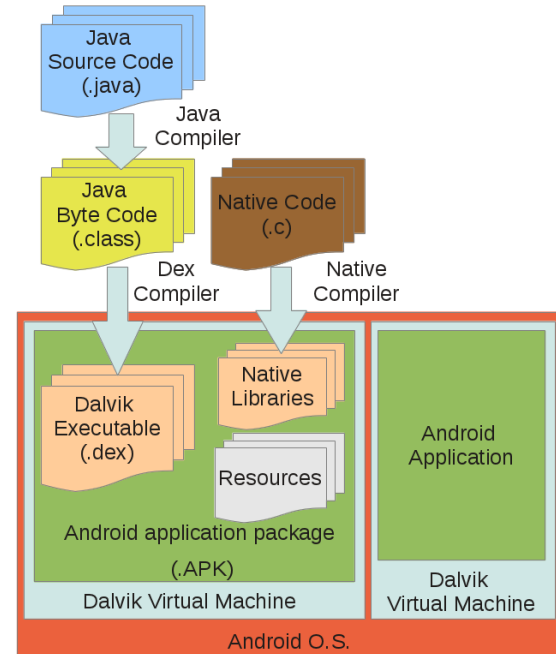 Java
Source Code
(.java)
Java
Compiler
Java
Byte Code
(.class)
Native Code
(.c)
Dex
Compiler
Native
Compiler
Dalvik
Executable
(.dex)
Native
Libraries
Resources
Android application package
(.APK)
Dalvik Virtual Machine
Android
Application
Dalvik
Virtual Machine
Android O.S.